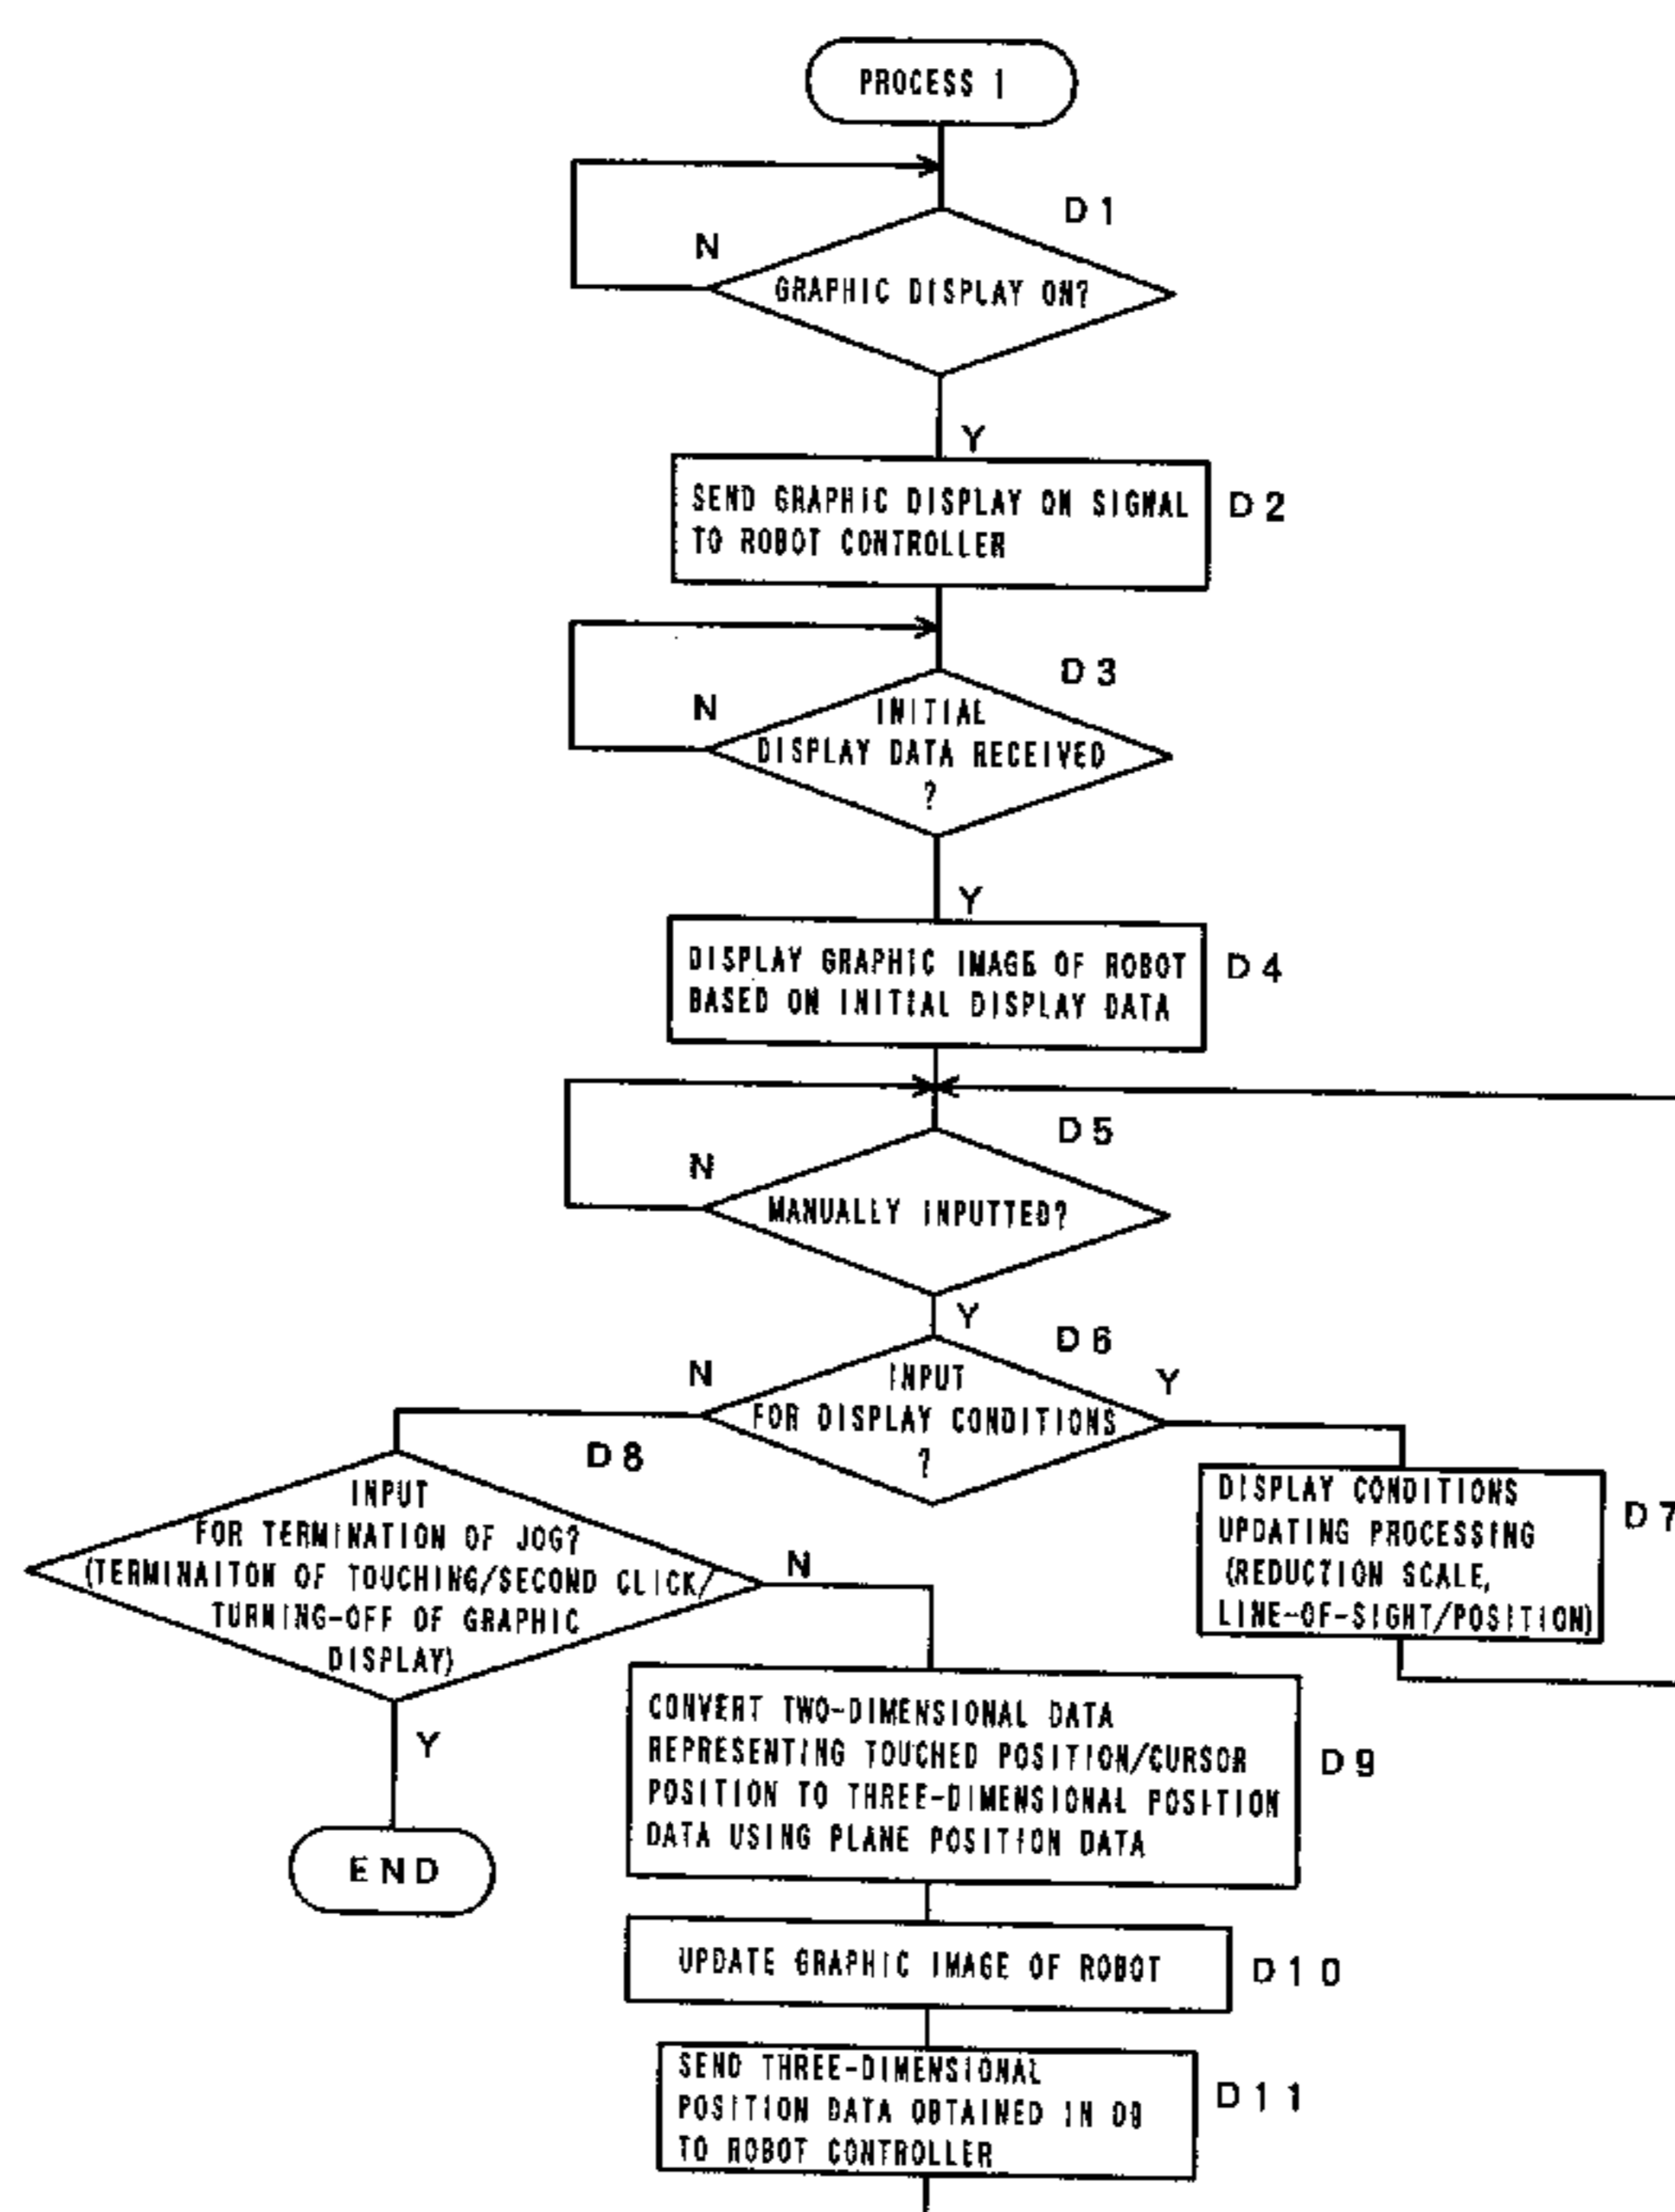 PROCESS 1
D1
N
GRAPHIC DISPLAY ON?
Y
SEND GRAPHIC DISPLAY ON SIGNAL
TO ROBOT CONTROLLER
D2
D3
N
INITIAL
DISPLAY DATA RECEIVED
?
Y
DISPLAY GRAPHIC IMAGE OF ROBOT
BASED ON INITIAL DISPLAY DATA
D4
D5
N
MANUALLY INPUTTED?
Y
D6
N
INPUT
FOR DISPLAY CONDITIONS
?
Y
DISPLAY CONDITIONS
UPDATING PROCESSING
(REDUCTION SCALE,
LINE-OF-SIGHT/POSITION)
D7
D8
INPUT
FOR TERMINATION OF JOG?
(TERMINAITON OF TOUCHING/SECOND CLICK/
TURNING-OFF OF GRAPHIC
DISPLAY)
N
Y
END
CONVERT TWO-DIMENSIONAL DATA
REPRESENTING TOUCHED POSITION/CURSOR
POSITION TO THREE-DIMENSIONAL POSITION
DATA USING PLANE POSITION DATA
D9
UPDATE GRAPHIC IMAGE OF ROBOT
D10
SEND THREE-DIMENSIONAL
POSITION DATA OBTAINED IN D9
TO ROBOT CONTROLLER
D11